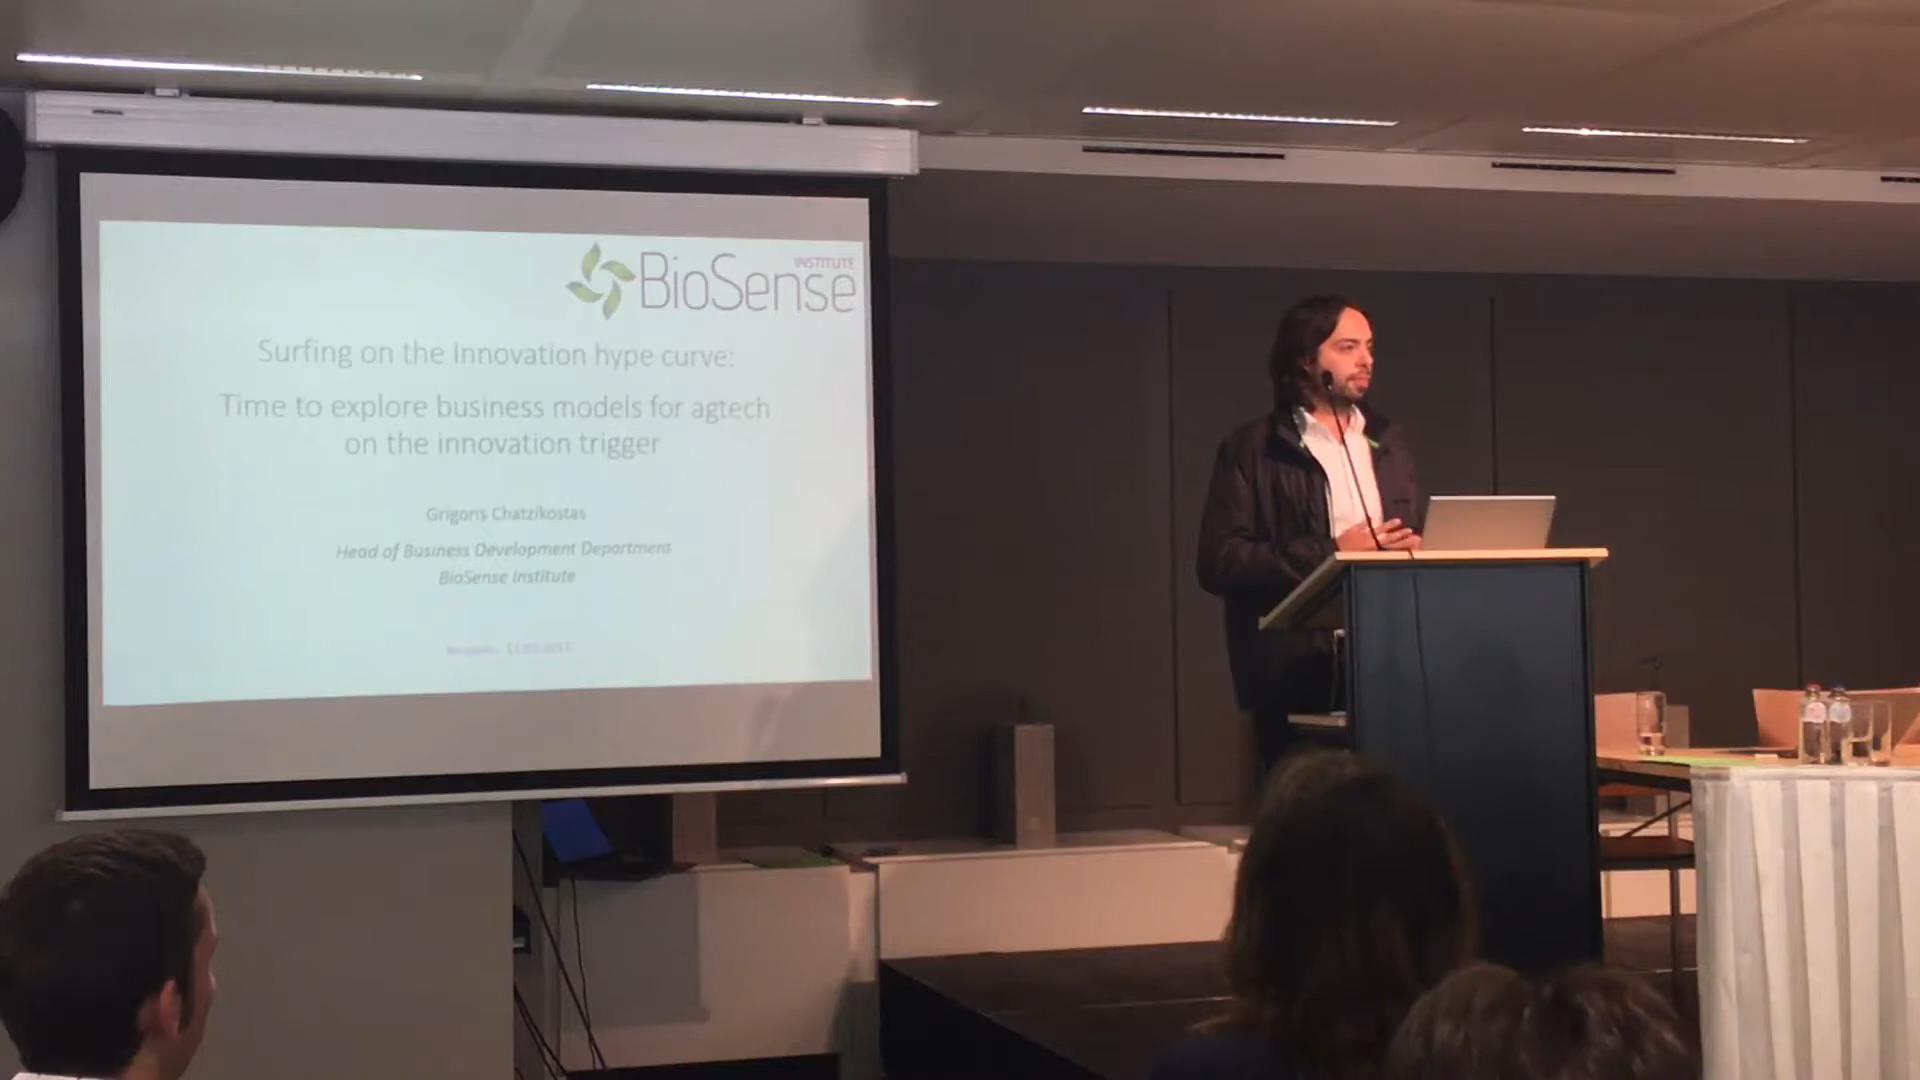 INSTITUTE
BioSense
Surfing on the Innovation hype curve:
Time to explore business models for agtech
on the innovation trigger
Grigoris Chatzikostas
Head of Business Development Department
BioSense Institute